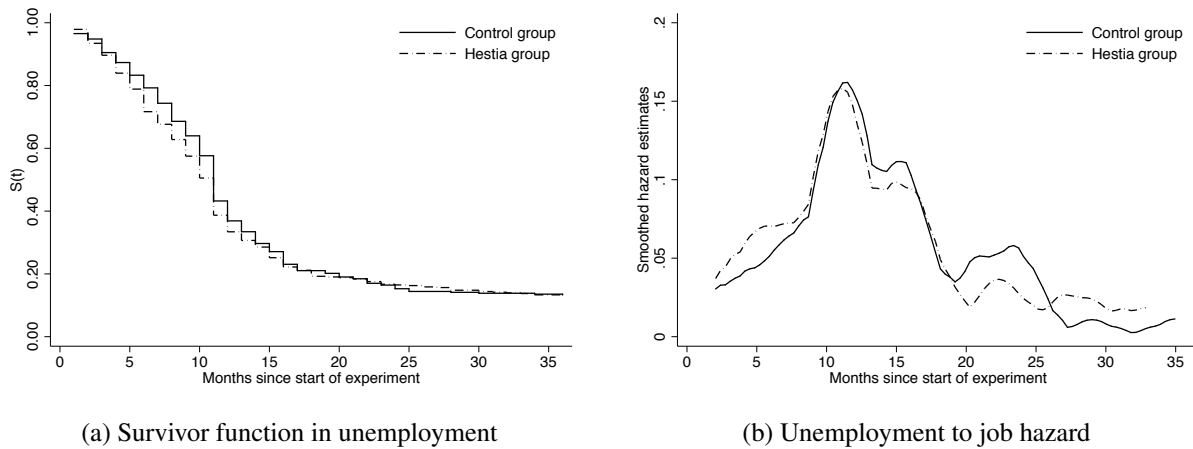 1.00
0.80
0.60
0.40
0.20
0.00
S(t)
0 5 10 15 20 25 30 35
Months since start of experiment
Control group
Hestia group
(a) Survivor function in unemployment
.2
.15
.1
.05
0
Smoothed hazard estimates
0 5 10 15 20 25 30 35
Months since start of experiment
Control group
Hestia group
(b) Unemployment to job hazard